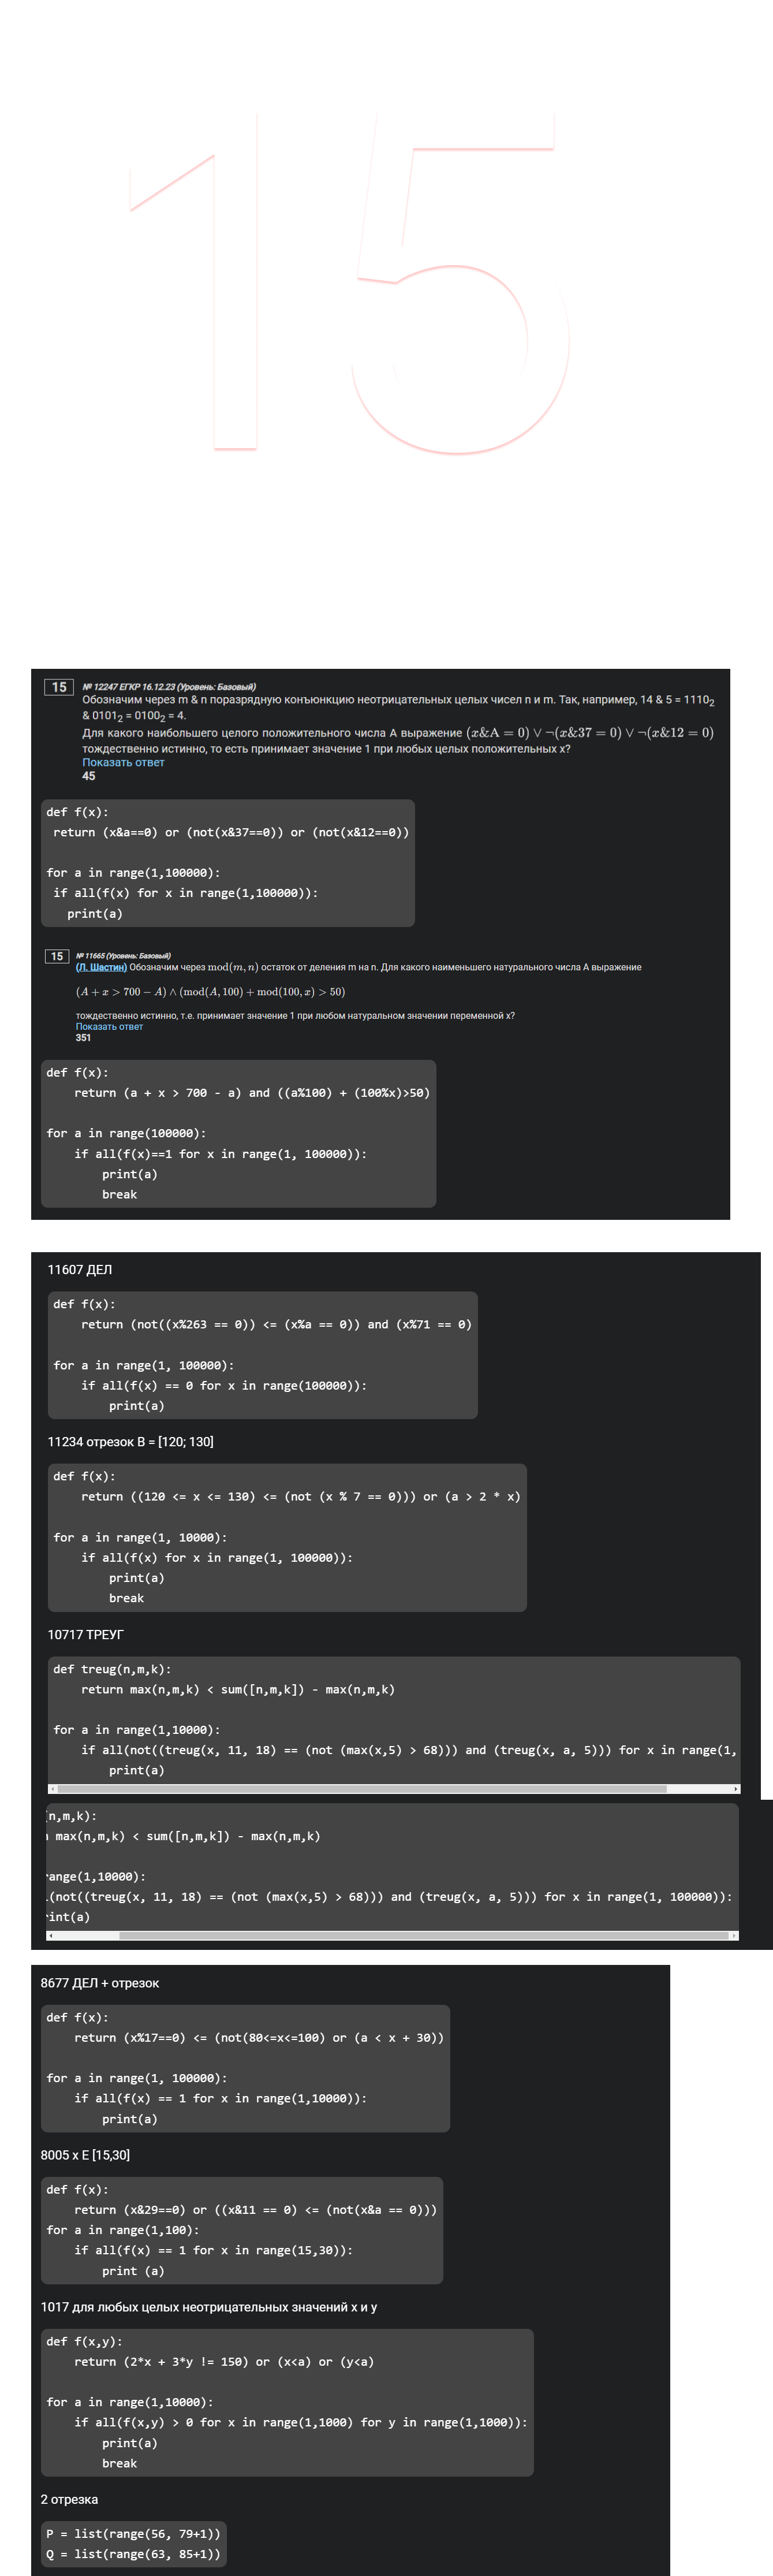 15
15
№ 12247 ЕГКР 16.12.23 (Уровень: Базовый)
Обозначим через m & n поразрядную конъюнкцию неотрицательных целых чисел n и m. Так, например, 14 & 5 = 1110₂
& 0101₂ = 0100₂ = 4.
Для какого наибольшего целого положительного числа А выражение (x&A = 0) ∨ ¬(x&37 = 0) ∨ ¬(x&12 = 0)
тождественно истинно, то есть принимает значение 1 при любых целых положительных x?
Показать ответ
45
def f(x):
 return (x&a==0) or (not(x&37==0)) or (not(x&12==0))
for a in range(1,100000):
 if all(f(x) for x in range(1,100000)):
   print(a)
15
№ 11665 (Уровень: Базовый)
(Л. Шастин) Обозначим через mod(m, n) остаток от деления m на n. Для какого наименьшего натурального числа А выражение
(A + x > 700 − A) ∧ (mod(A, 100) + mod(100, x) > 50)
тождественно истинно, т.е. принимает значение 1 при любом натуральном значении переменной x?
Показать ответ
351
def f(x):
    return (a + x > 700 - a) and ((a%100) + (100%x)>50)
for a in range(100000):
    if all(f(x)==1 for x in range(1, 100000)):
        print(a)
        break
11607 ДЕЛ
def f(x):
    return (not((x%263 == 0)) <= (x%a == 0)) and (x%71 == 0)
for a in range(1, 100000):
    if all(f(x) == 0 for x in range(100000)):
        print(a)
11234 отрезок B = [120; 130]
def f(x):
    return ((120 <= x <= 130) <= (not (x % 7 == 0))) or (a > 2 * x)
for a in range(1, 10000):
    if all(f(x) for x in range(1, 100000)):
        print(a)
        break
10717 ТРЕУГ
def treug(n,m,k):
    return max(n,m,k) < sum([n,m,k]) - max(n,m,k)
for a in range(1,10000):
    if all(not((treug(x, 11, 18) == (not (max(x,5) > 68))) and (treug(x, a, 5))) for x in range(1,
        print(a)
(n,m,k):
n max(n,m,k) < sum([n,m,k]) - max(n,m,k)
range(1,10000):
l(not((treug(x, 11, 18) == (not (max(x,5) > 68))) and (treug(x, a, 5))) for x in range(1, 100000)):
rint(a)
8677 ДЕЛ + отрезок
def f(x):
    return (x%17==0) <= (not(80<=x<=100) or (a < x + 30))
for a in range(1, 100000):
    if all(f(x) == 1 for x in range(1,10000)):
        print(a)
8005 x E [15,30]
def f(x):
    return (x&29==0) or ((x&11 == 0) <= (not(x&a == 0)))
for a in range(1,100):
    if all(f(x) == 1 for x in range(15,30)):
        print (a)
1017 для любых целых неотрицательных значений x и y
def f(x,y):
    return (2*x + 3*y != 150) or (x<a) or (y<a)
for a in range(1,10000):
    if all(f(x,y) > 0 for x in range(1,1000) for y in range(1,1000)):
        print(a)
        break
2 отрезка
P = list(range(56, 79+1))
Q = list(range(63, 85+1))